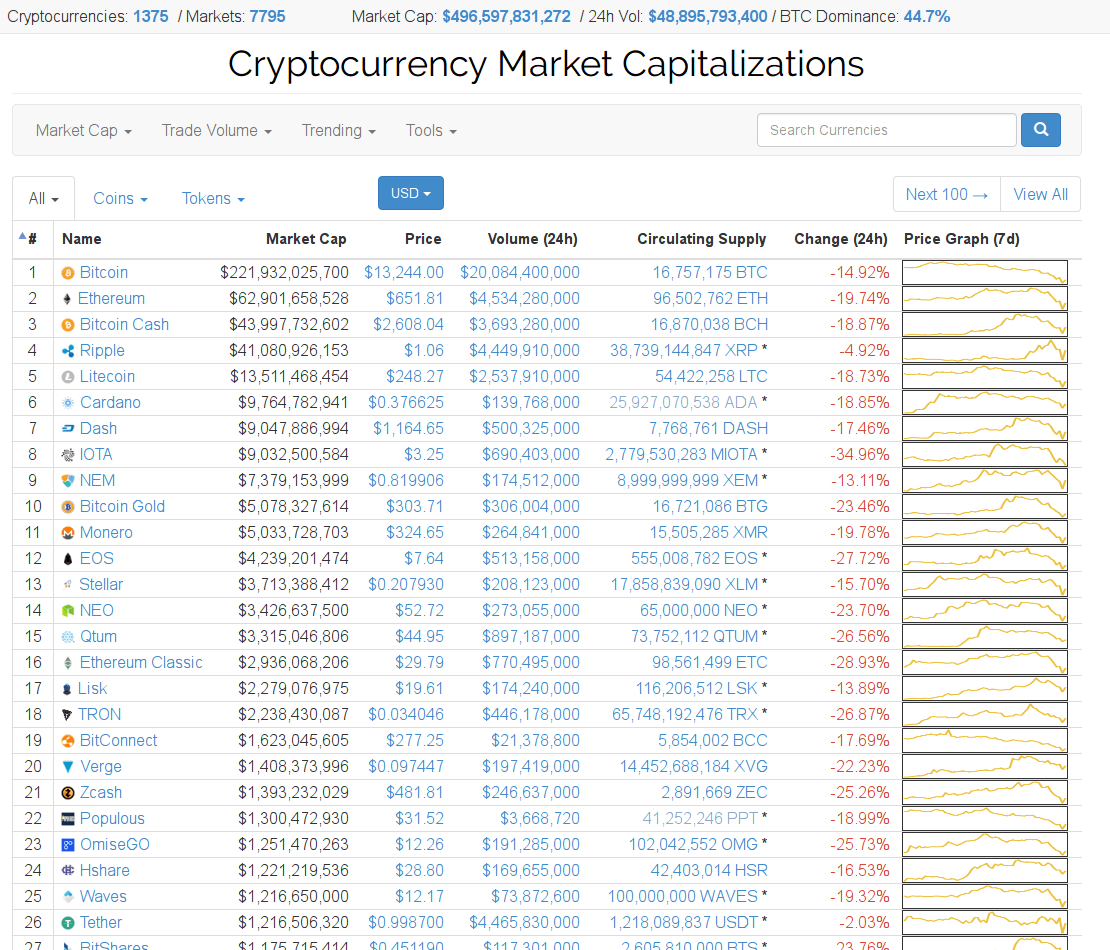 Cryptocurrencies: 1375 / Markets: 7795 Market Cap: $496,597,831,272 / 24h Vol: $48,895,793,400 / BTC Dominance: 44.7%
Cryptocurrency Market Capitalizations
Market Cap Trade Volume Trending Tools Search Currencies
All Coins Tokens USD Next 100 → View All
# Name Market Cap Price Volume (24h) Circulating Supply Change (24h) Price Graph (7d)
1 Bitcoin $221,932,025,700 $13,244.00 $20,084,400,000 16,757,175 BTC -14.92%
2 Ethereum $62,901,658,528 $651.81 $4,534,280,000 96,502,762 ETH -19.74%
3 Bitcoin Cash $43,997,732,602 $2,608.04 $3,693,280,000 16,870,038 BCH -18.87%
4 Ripple $41,080,926,153 $1.06 $4,449,910,000 38,739,144,847 XRP * -4.92%
5 Litecoin $13,511,468,454 $248.27 $2,537,910,000 54,422,258 LTC -18.73%
6 Cardano $9,764,782,941 $0.376625 $139,768,000 25,927,070,538 ADA * -18.85%
7 Dash $9,047,886,994 $1,164.65 $500,325,000 7,768,761 DASH -17.46%
8 IOTA $9,032,500,584 $3.25 $690,403,000 2,779,530,283 MIOTA * -34.96%
9 NEM $7,379,153,999 $0.819906 $174,512,000 8,999,999,999 XEM * -13.11%
10 Bitcoin Gold $5,078,327,614 $303.71 $306,004,000 16,721,086 BTG -23.46%
11 Monero $5,033,728,703 $324.65 $264,841,000 15,505,285 XMR -19.78%
12 EOS $4,239,201,474 $7.64 $513,158,000 555,008,782 EOS * -27.72%
13 Stellar $3,713,388,412 $0.207930 $208,123,000 17,858,839,090 XLM * -15.70%
14 NEO $3,426,637,500 $52.72 $273,055,000 65,000,000 NEO * -23.70%
15 Qtum $3,315,046,806 $44.95 $897,187,000 73,752,112 QTUM * -26.56%
16 Ethereum Classic $2,936,068,206 $29.79 $770,495,000 98,561,499 ETC -28.93%
17 Lisk $2,279,076,975 $19.61 $174,240,000 116,206,512 LSK * -13.89%
18 TRON $2,238,430,087 $0.034046 $446,178,000 65,748,192,476 TRX * -26.87%
19 BitConnect $1,623,045,605 $277.25 $21,378,800 5,854,002 BCC -17.69%
20 Verge $1,408,373,996 $0.097447 $197,419,000 14,452,688,184 XVG -22.23%
21 Zcash $1,393,232,029 $481.81 $246,637,000 2,891,669 ZEC -25.26%
22 Populous $1,300,472,930 $31.52 $3,668,720 41,252,246 PPT * -18.99%
23 OmiseGO $1,251,470,263 $12.26 $191,285,000 102,042,552 OMG * -25.73%
24 Hshare $1,221,219,536 $28.80 $169,655,000 42,403,014 HSR -16.53%
25 Waves $1,216,650,000 $12.17 $73,872,600 100,000,000 WAVES * -19.32%
26 Tether $1,216,506,320 $0.998700 $4,465,830,000 1,218,089,837 USDT * -2.03%
27 BitShares $1,175,715,414 $0.451190 $117,301,000 2,605,810,000 BTS * -23.76%